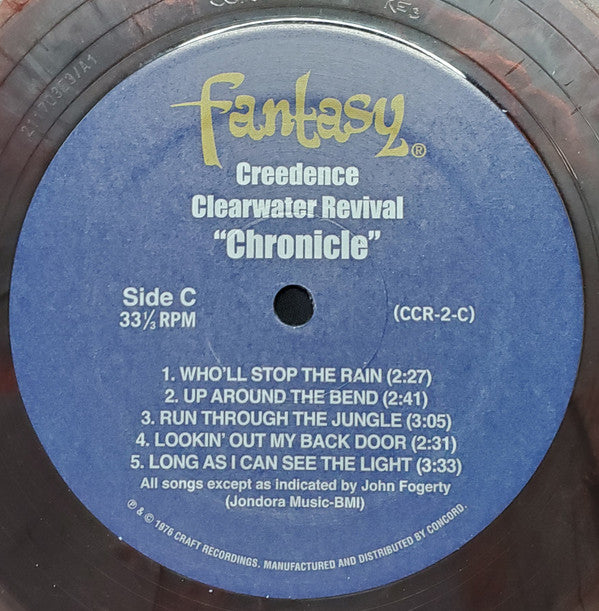 KE3
fantasy®
Creedence
Clearwater Revival
"Chronicle"
Side C
33⅓ RPM
(CCR-2-C)
1. WHO'LL STOP THE RAIN (2:27)
2. UP AROUND THE BEND (2:41)
3. RUN THROUGH THE JUNGLE (3:05)
4. LOOKIN' OUT MY BACK DOOR (2:31)
5. LONG AS I CAN SEE THE LIGHT (3:33)
All songs except as indicated by John Fogerty
(Jondora Music-BMI)
℗ & © 1976 CRAFT RECORDINGS. MANUFACTURED AND DISTRIBUTED BY CONCORD.